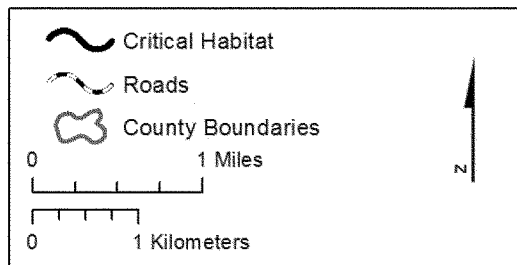 Critical Habitat
Roads
County Boundaries
0 1 Miles
N
0 1 Kilometers